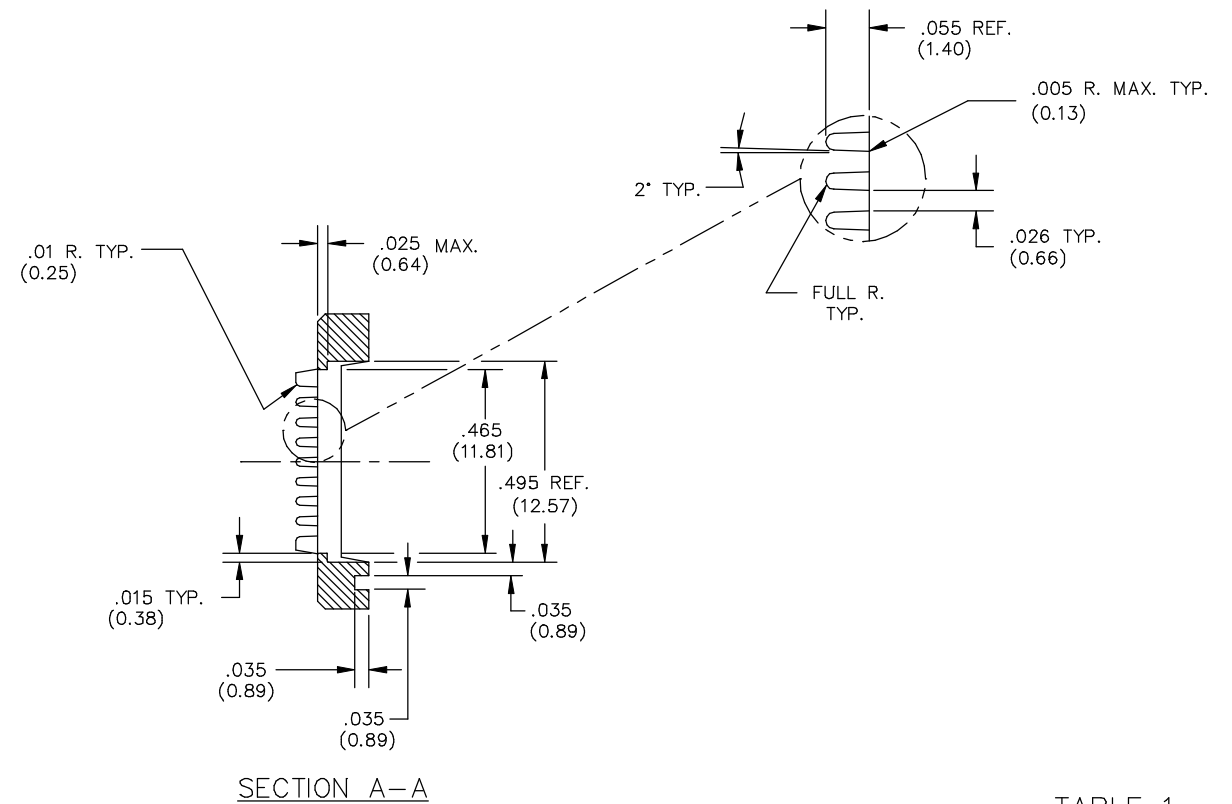 .055 REF.
(1.40)
.005 R. MAX. TYP.
(0.13)
2° TYP.
.026 TYP.
(0.66)
FULL R.
TYP.
.01 R. TYP.
(0.25)
.025 MAX.
(0.64)
.465
(11.81)
.495 REF.
(12.57)
.015 TYP.
(0.38)
.035
(0.89)
.035
(0.89)
.035
(0.89)
SECTION A-A
TABLE 1